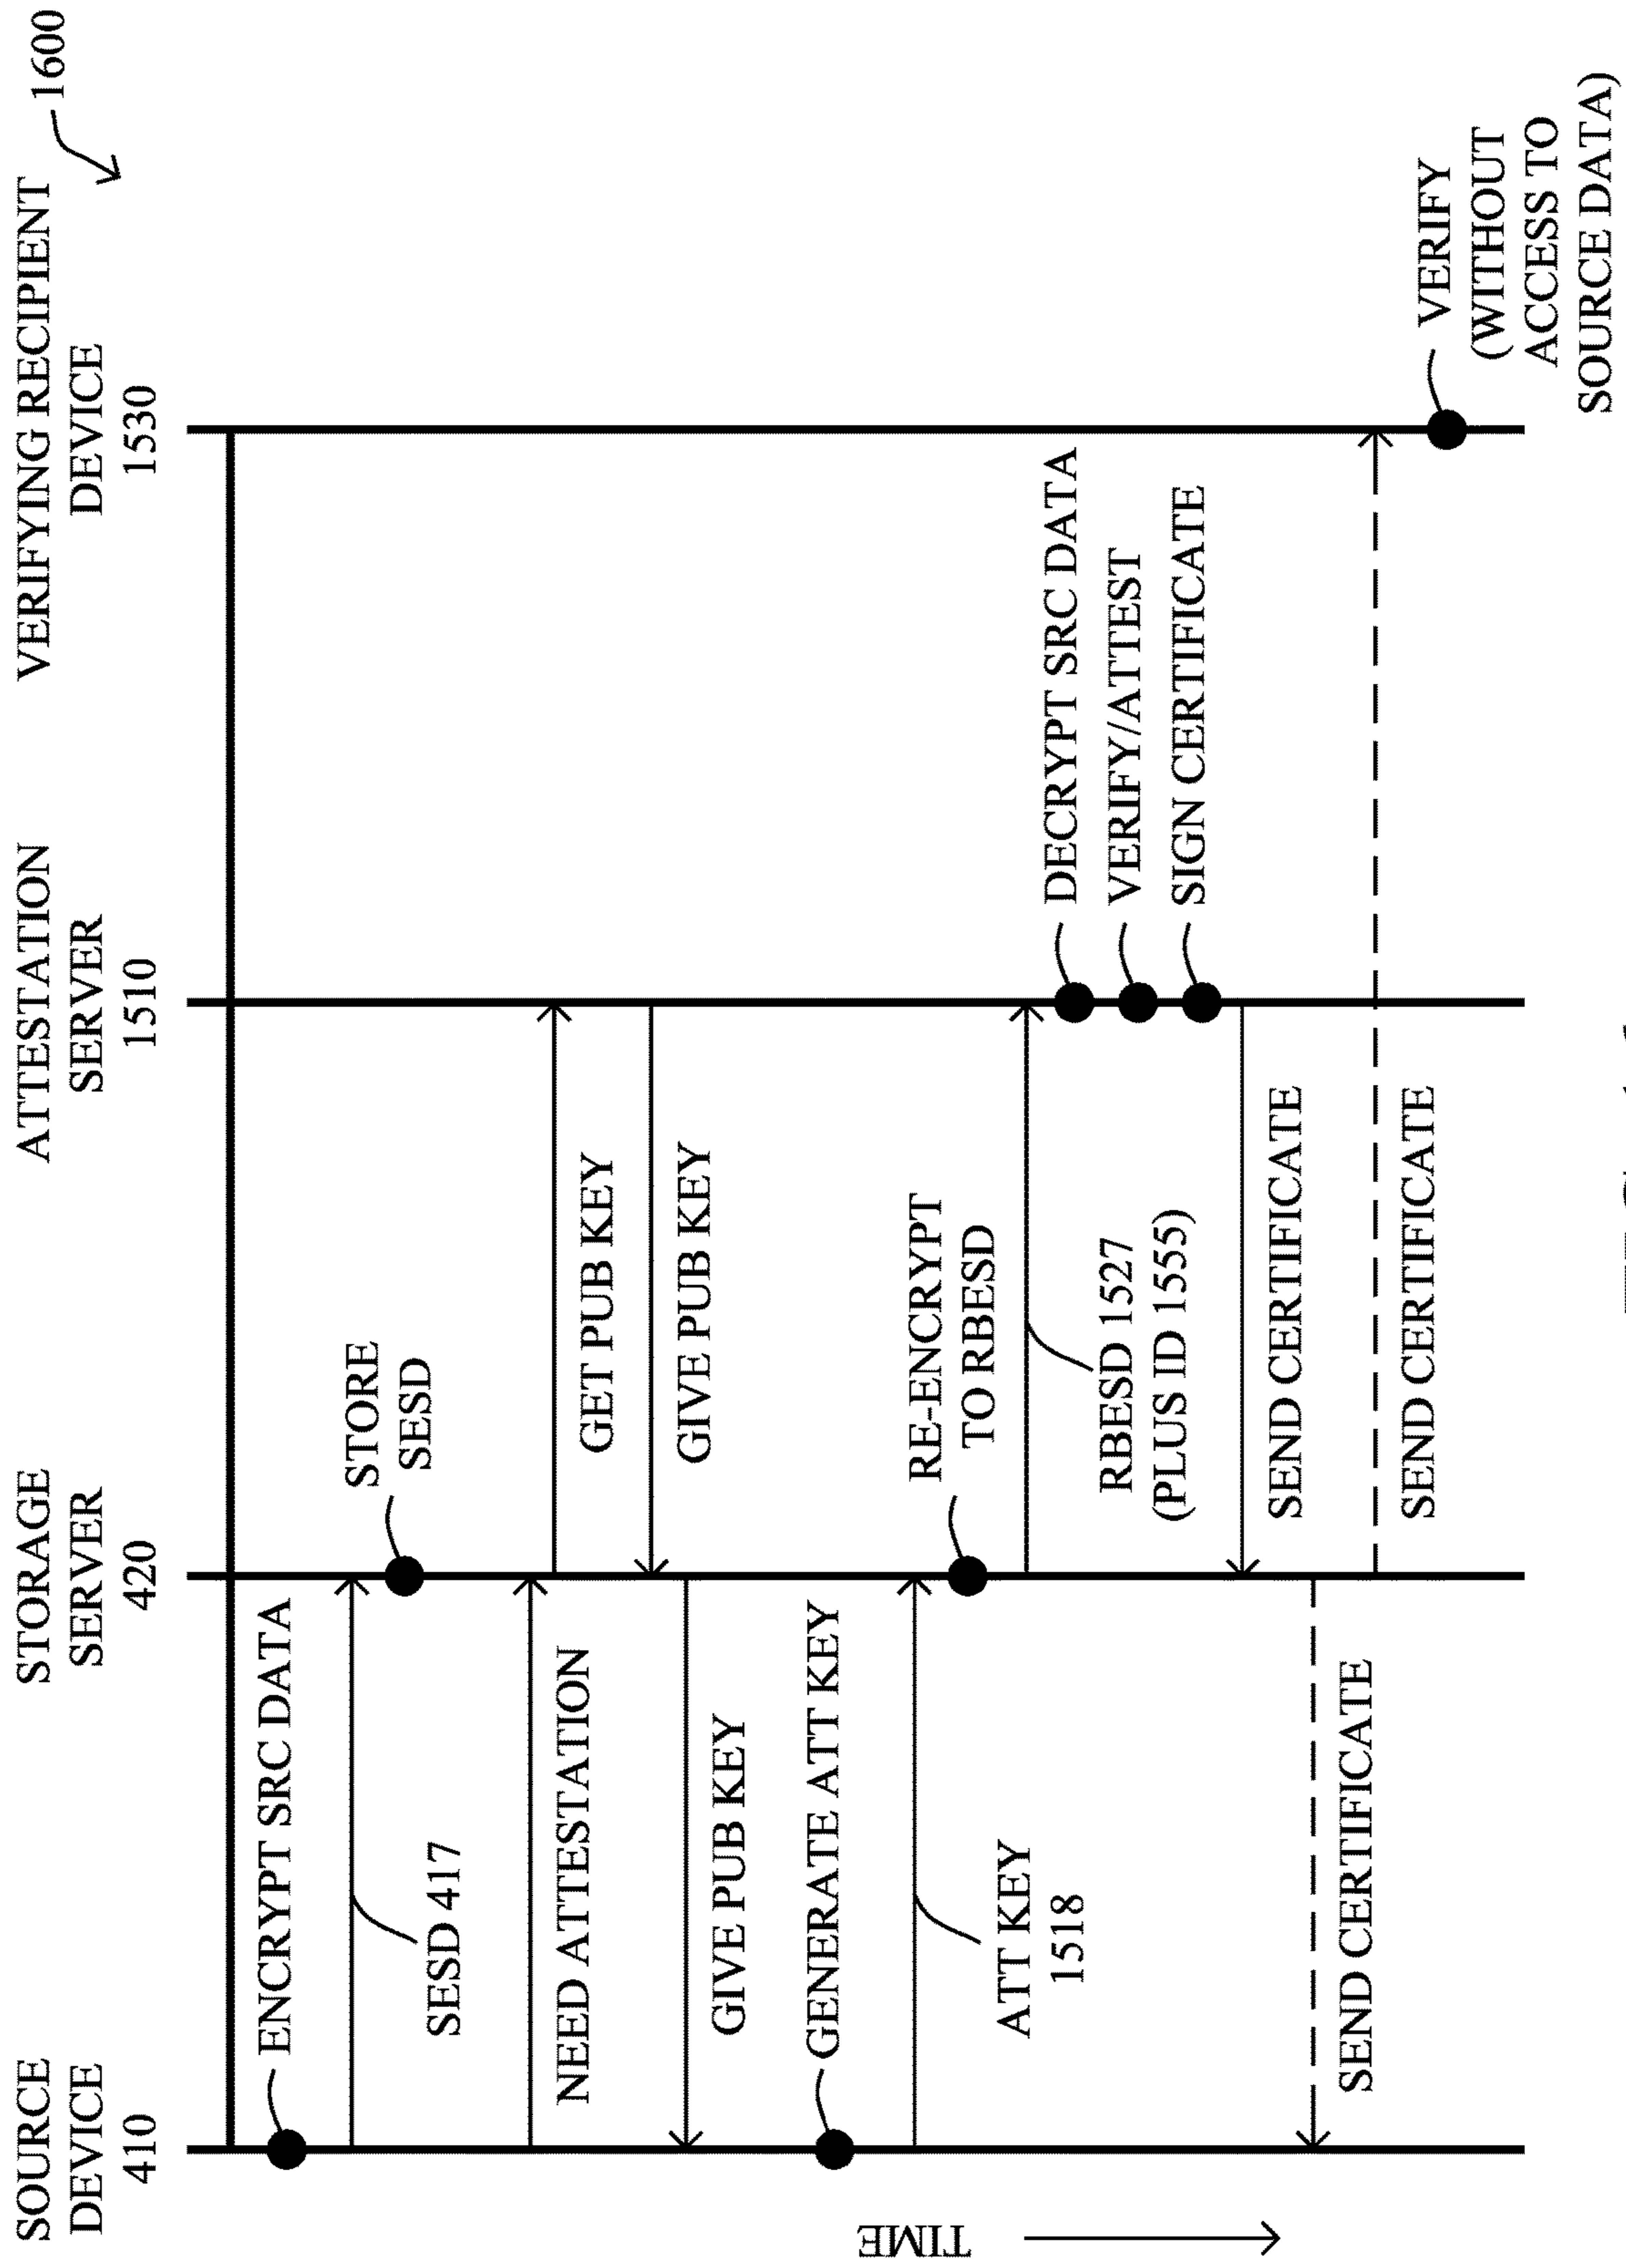 SOURCE
DEVICE
410
STORAGE
SERVER
420
ATTESTATION
SERVER
1510
VERIFYING RECIPIENT
DEVICE
1530
1600
ENCRYPT SRC DATA
SESD 417
STORE
SESD
NEED ATTESTATION
GET PUB KEY
GIVE PUB KEY
GIVE PUB KEY
GENERATE ATT KEY
ATT KEY
1518
RE-ENCRYPT
TO RBESD
RBESD 1527
(PLUS ID 1555)
DECRYPT SRC DATA
VERIFY/ATTEST
SIGN CERTIFICATE
SEND CERTIFICATE
SEND CERTIFICATE
SEND CERTIFICATE
VERIFY
(WITHOUT
ACCESS TO
SOURCE DATA)
TIME